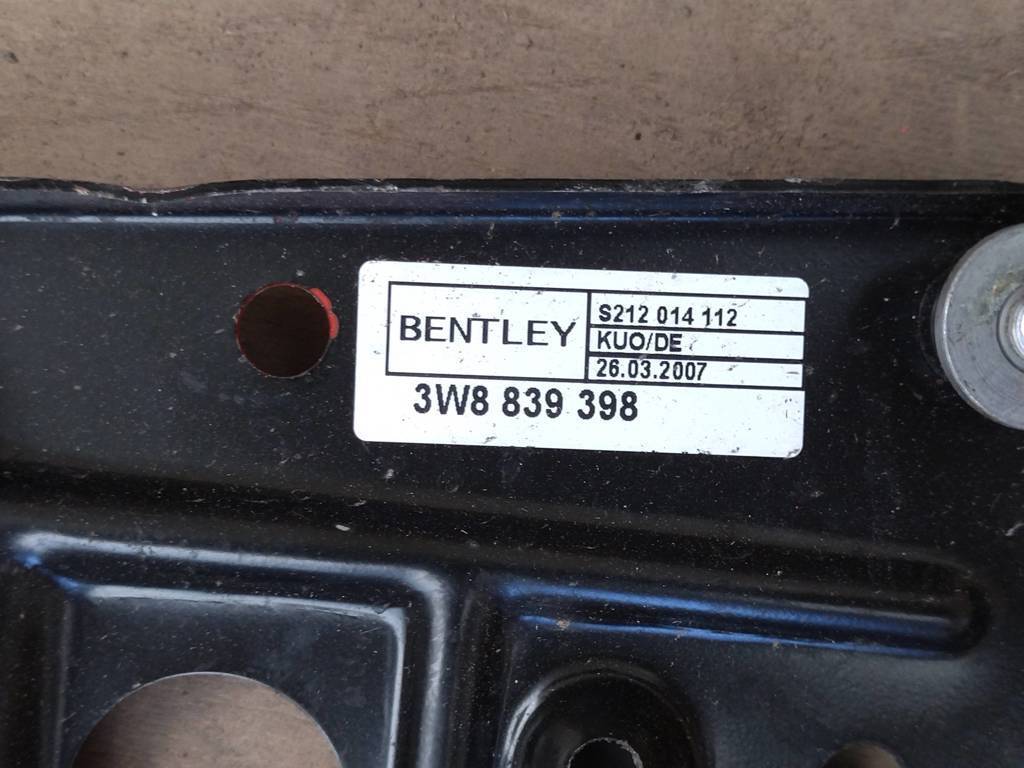 BENTLEY
S212 014 112
KUO/DE
26.03.2007
3W8 839 398